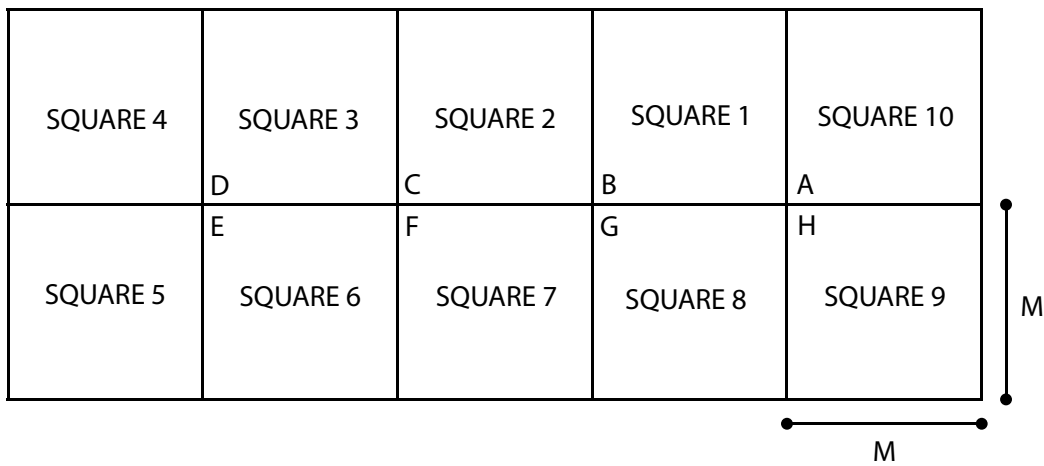 SQUARE 4
SQUARE 3
SQUARE 2
SQUARE 1
SQUARE 10
D
C
B
A
E
F
G
H
SQUARE 5
SQUARE 6
SQUARE 7
SQUARE 8
SQUARE 9
M
M